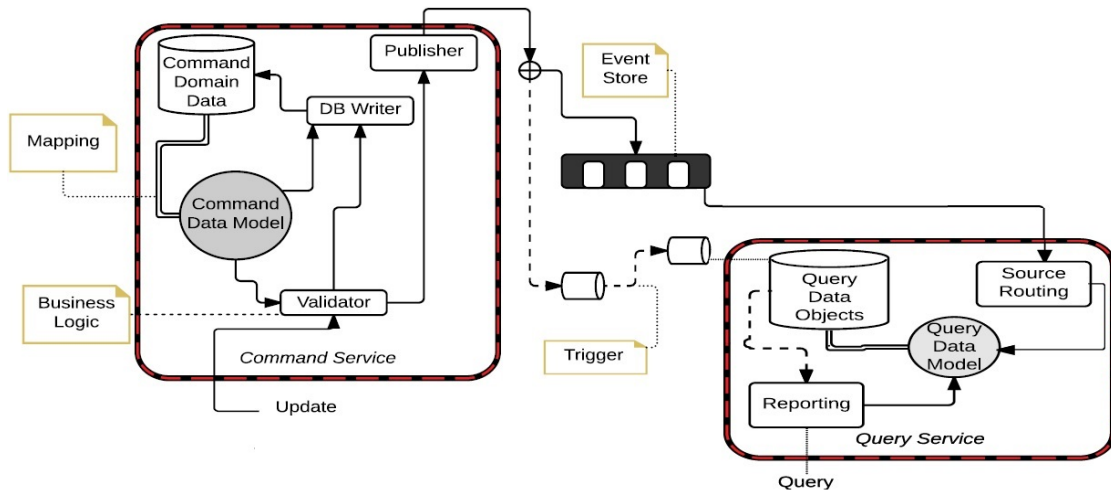 Command
Domain
Data
Publisher
Event
Store
DB Writer
Mapping
Command
Data Model
Business
Logic
Validator
Command Service
Update
Trigger
Query
Data
Objects
Source
Routing
Query
Data
Model
Reporting
Query Service
Query